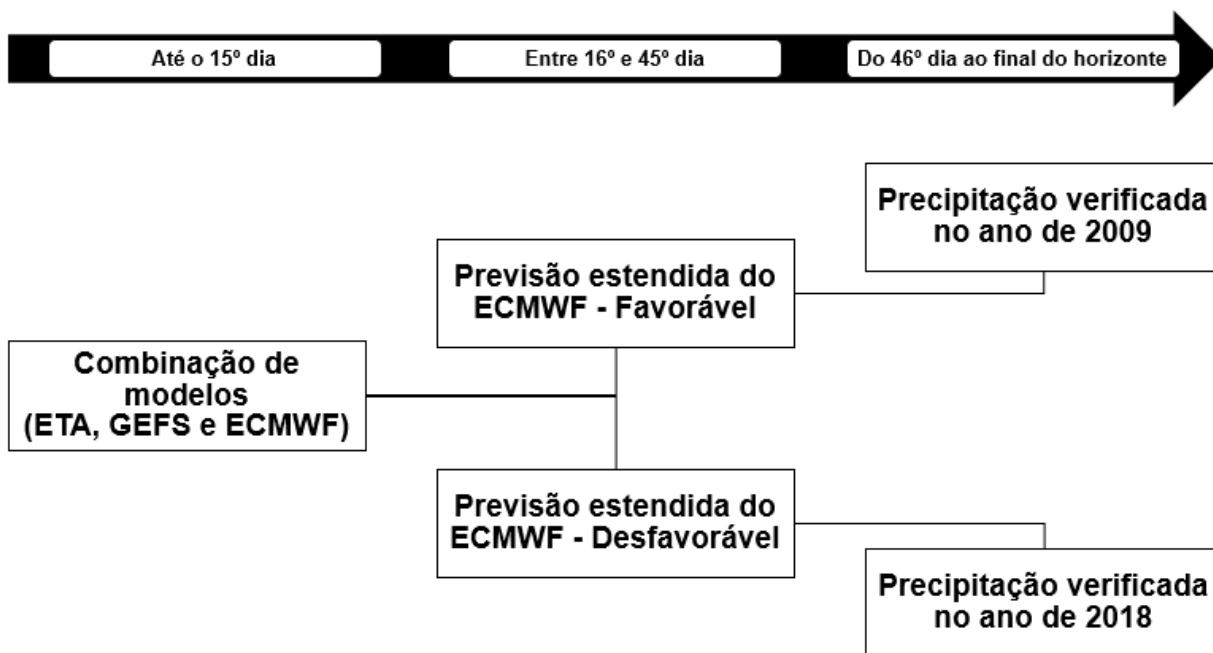 Até o 15º dia
Entre 16º e 45º dia
Do 46º dia ao final do horizonte
Precipitação verificada
no ano de 2009
Previsão estendida do
ECMWF - Favorável
Combinação de
modelos
(ETA, GEFS e ECMWF)
Previsão estendida do
ECMWF - Desfavorável
Precipitação verificada
no ano de 2018